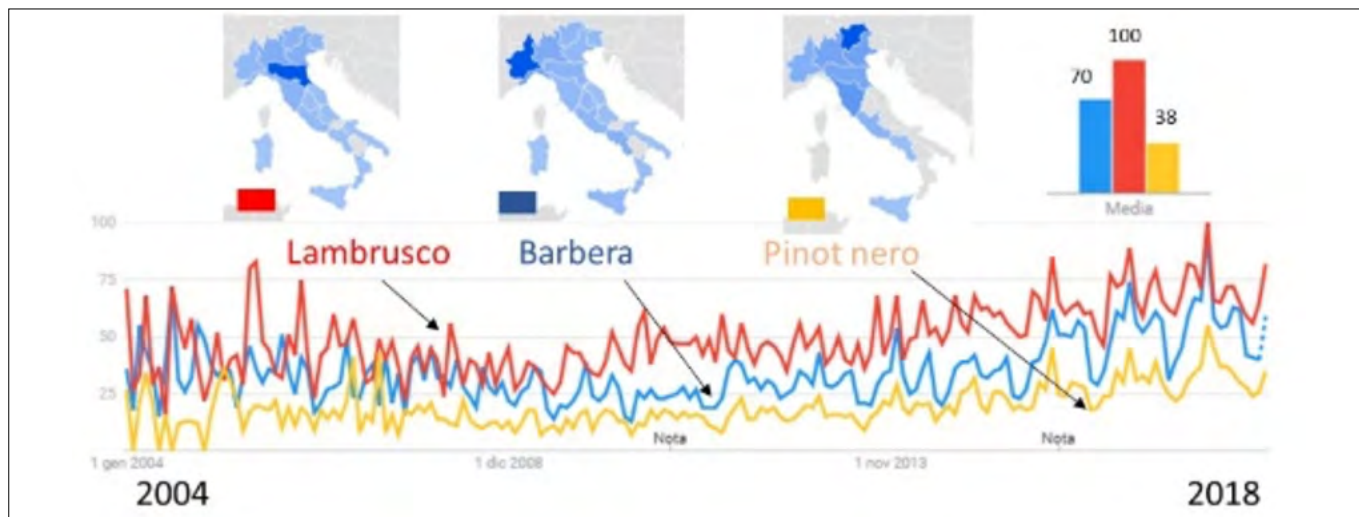 100
70
38
Media
100
75
50
25
Lambrusco
Barbera
Pinot nero
Nota
Nota
1 gen 2004
1 dic 2008
1 nov 2013
2004
2018